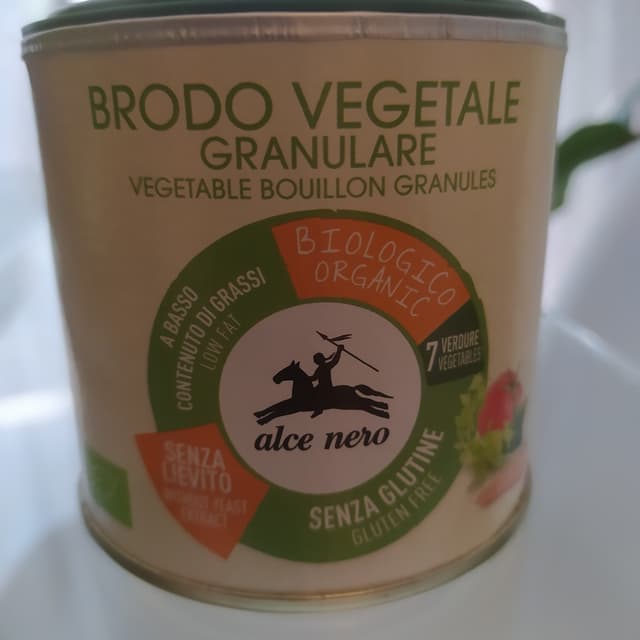 BRODO VEGETALE
GRANULARE
VEGETABLE BOUILLON GRANULES
BIOLOGICO
ORGANIC
A BASSO
CONTENUTO DI GRASSI
LOW FAT
7 VERDURE
VEGETABLES
alce nero
SENZA
LIEVITO
WITHOUT YEAST
EXTRACT
SENZA GLUTINE
GLUTEN FREE